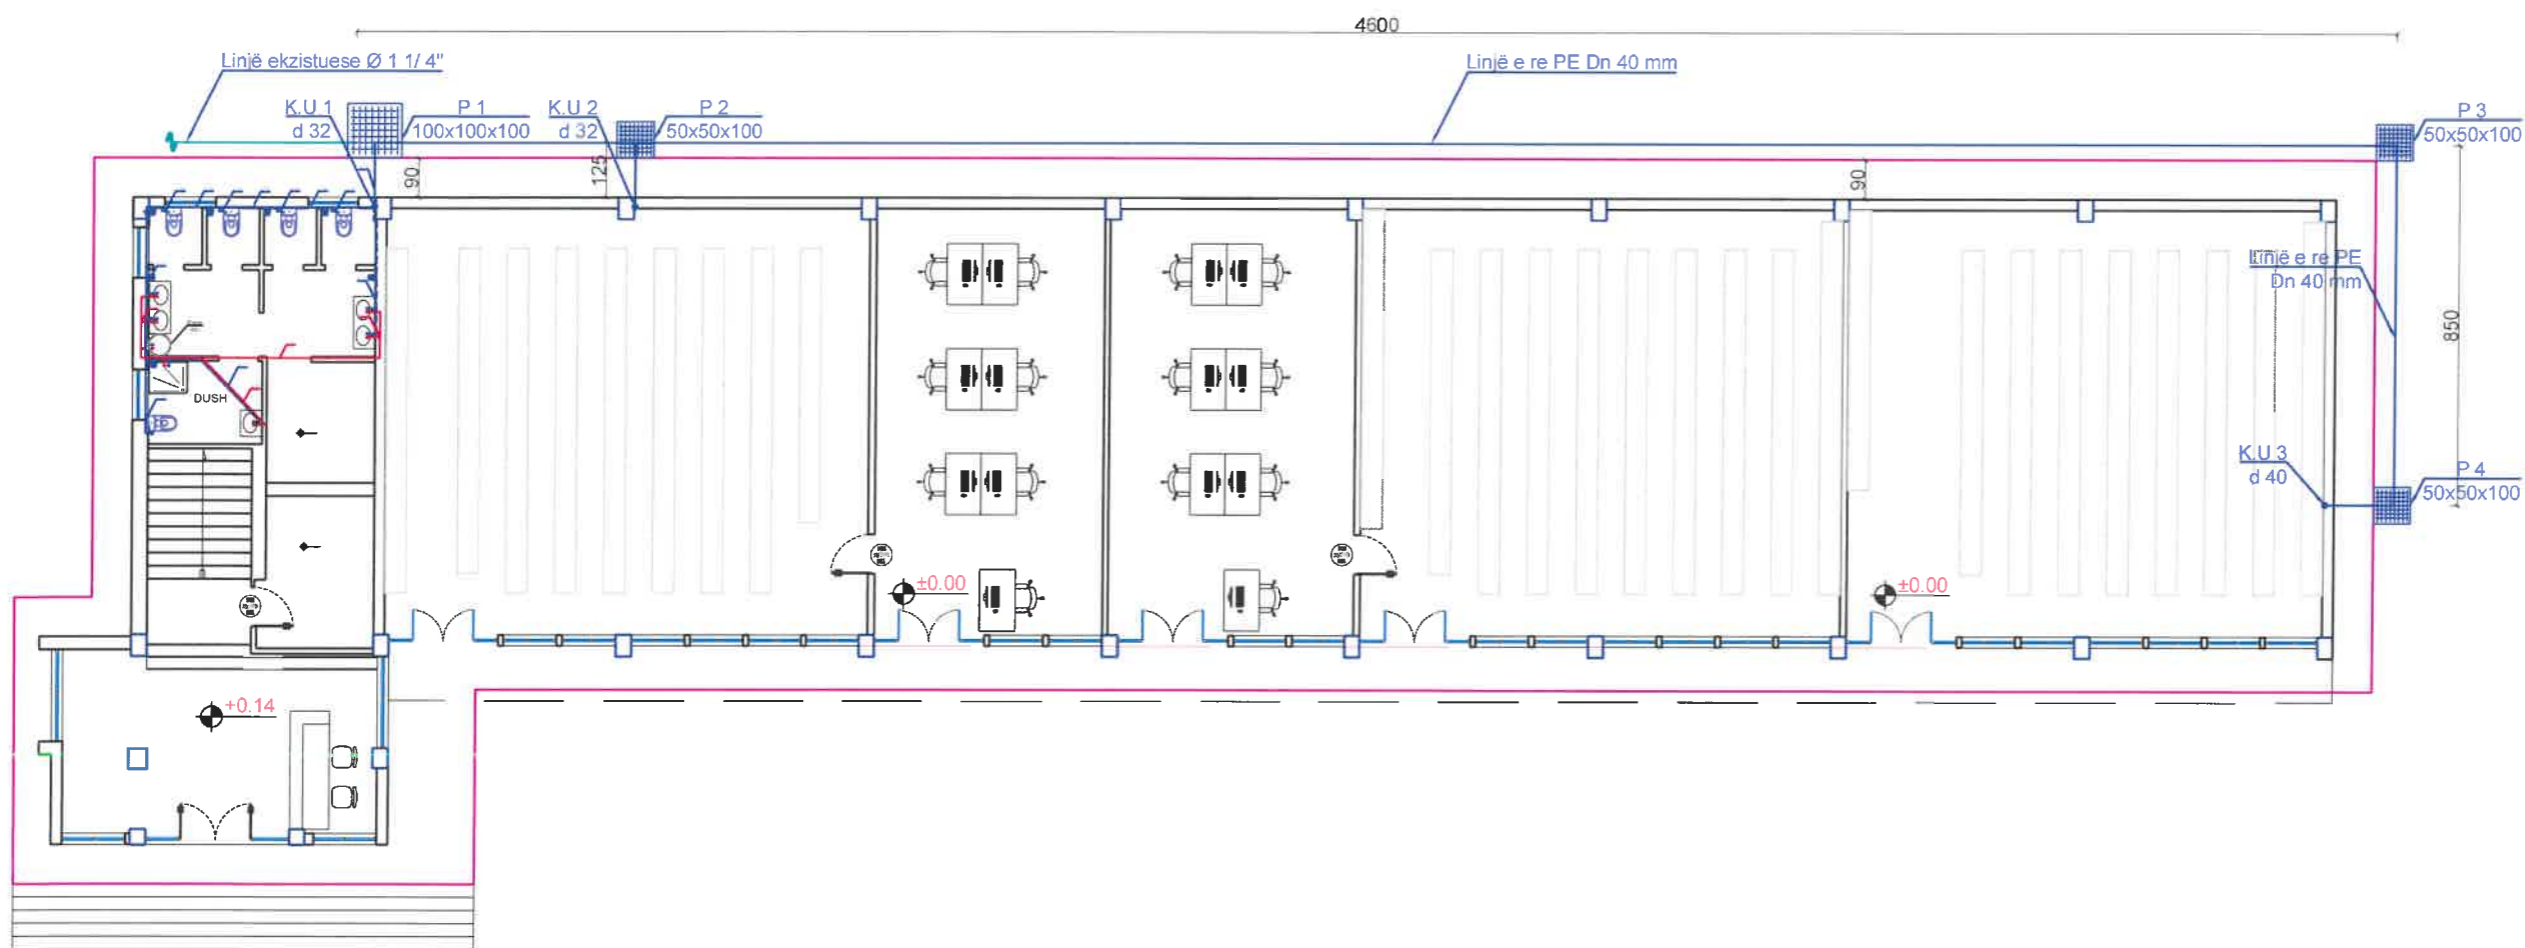 4600
Linjë ekzistuese Ø 1 1/ 4"
Linjë e re PE Dn 40 mm
K.U 1
d 32
P 1
100x100x100
K.U 2
d 32
P 2
50x50x100
P 3
50x50x100
90
125
90
Linjë e re PE
Dn 40 mm
850
DUSH
K.U 3
d 40
P 4
50x50x100
±0.00
±0.00
+0.14